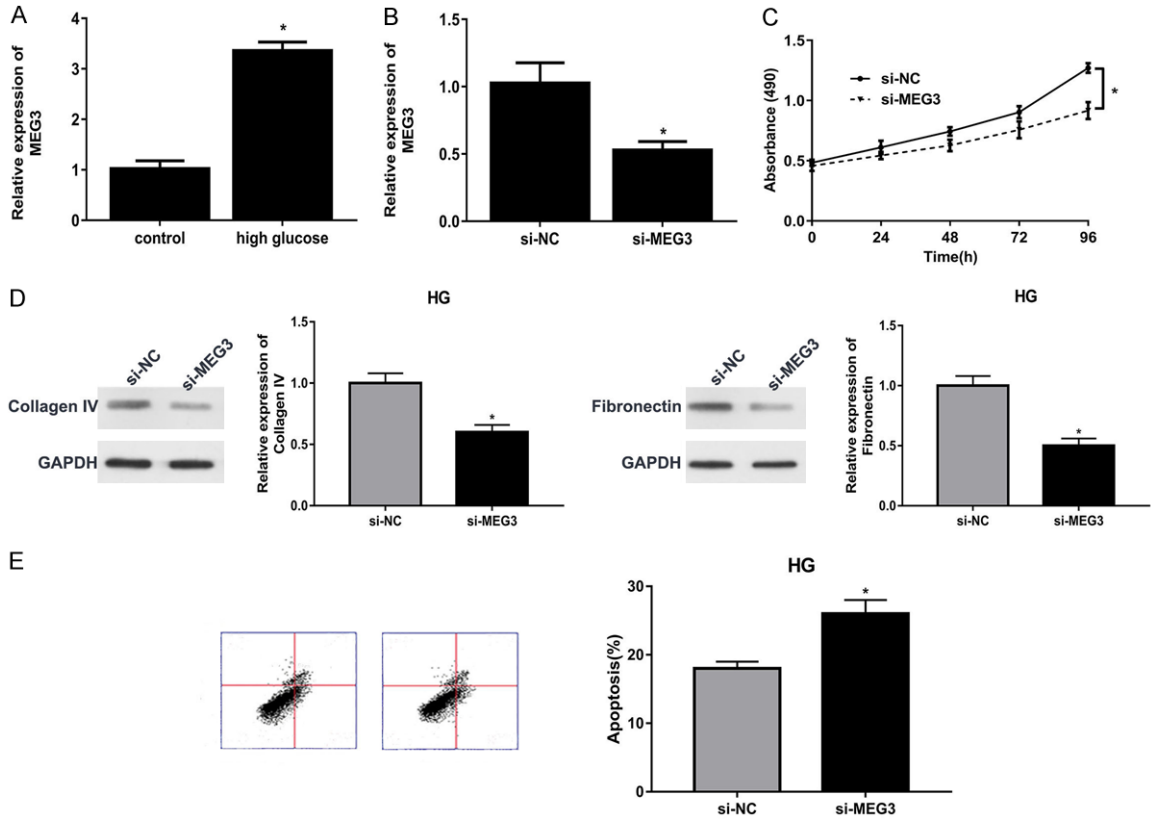 A
Relative expression of
MEG3
4
3
2
1
0
*
control
high glucose
B
Relative expression of
MEG3
1.5
1.0
0.5
0.0
*
si-NC
si-MEG3
C
Absorbance (490)
1.5
1.0
0.5
0.0
si-NC
si-MEG3
*
0
24
48
72
96
Time(h)
D
si-NC
si-MEG3
Collagen IV
GAPDH
HG
Relative expression of
Collagen IV
1.5
1.0
0.5
0.0
*
si-NC
si-MEG3
si-NC
si-MEG3
Fibronectin
GAPDH
HG
Relative expression of
Fibronectin
1.5
1.0
0.5
0.0
*
si-NC
si-MEG3
E
HG
Apoptosis(%)
30
20
10
0
*
si-NC
si-MEG3